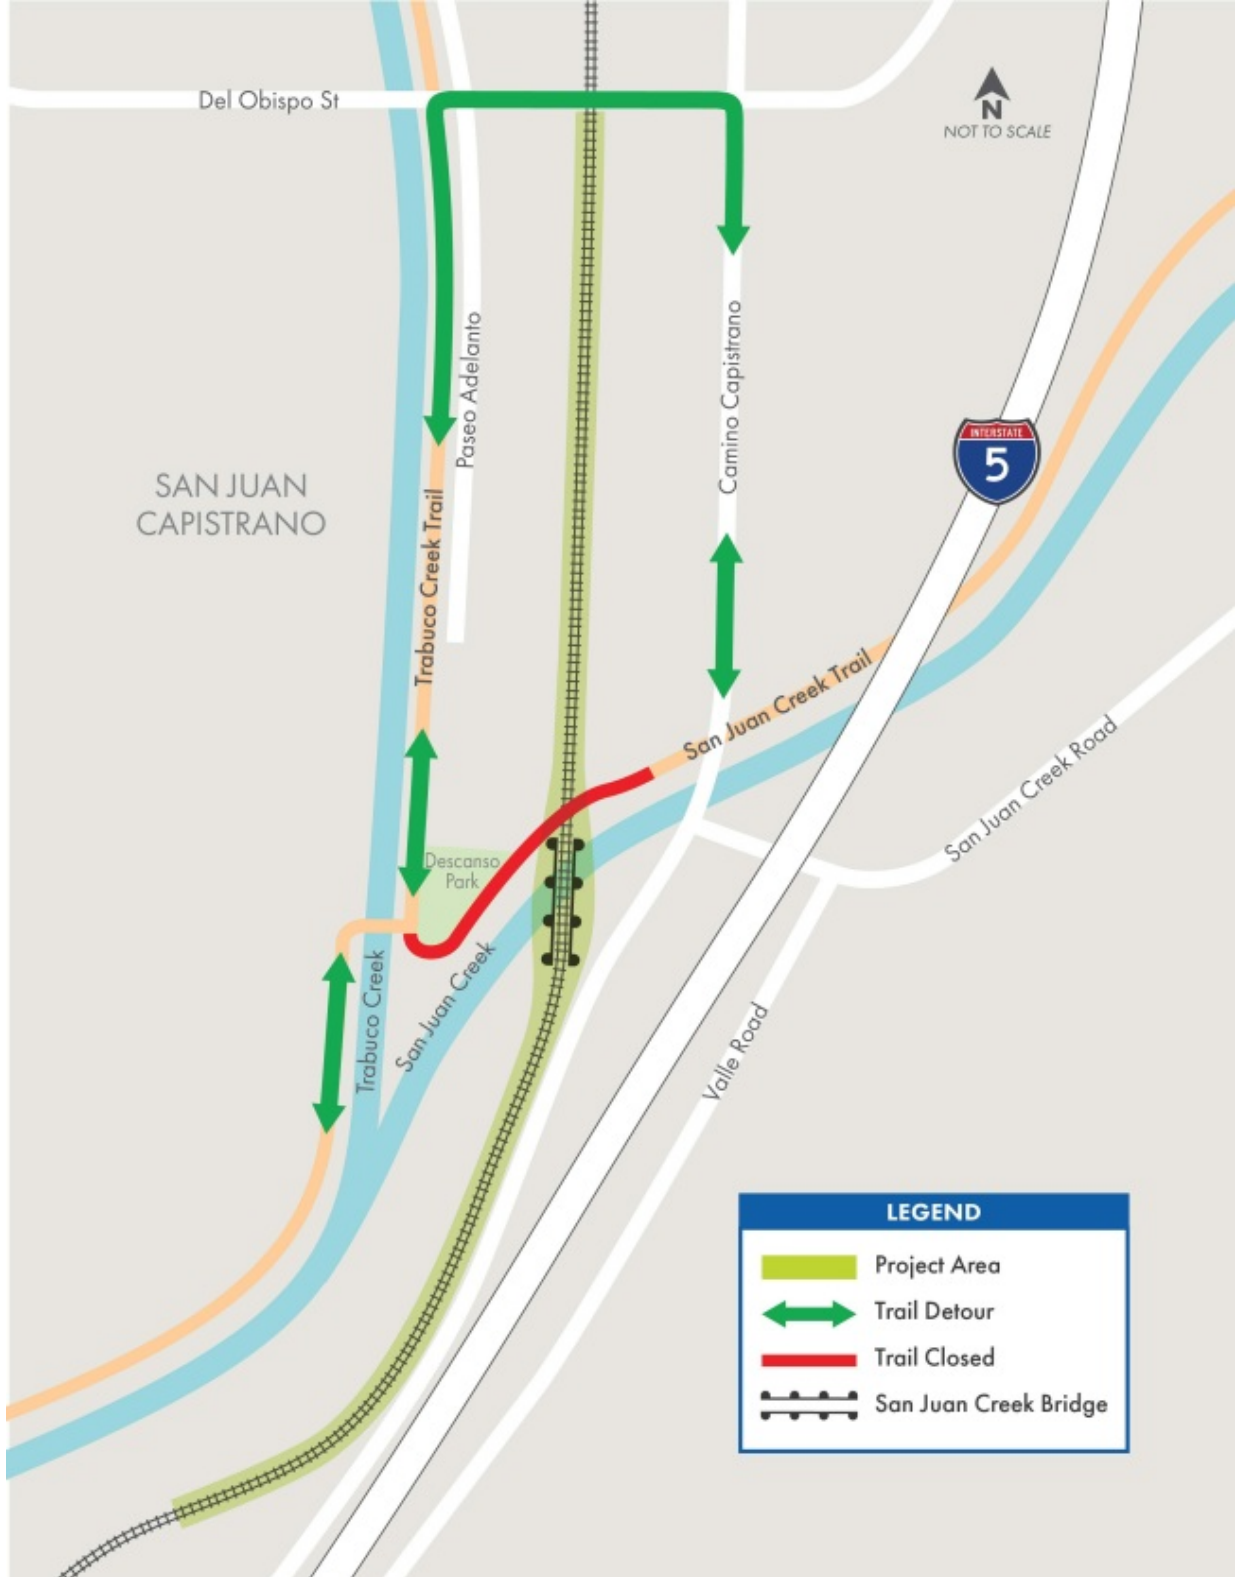 Del Obispo St
N
NOT TO SCALE
Paseo Adelanto
Camino Capistrano
INTERSTATE
5
SAN JUAN
CAPISTRANO
Trabuco Creek Trail
San Juan Creek Trail
San Juan Creek Road
Descanso
Park
Trabuco Creek
San Juan Creek
Valle Road
LEGEND
Project Area
Trail Detour
Trail Closed
San Juan Creek Bridge